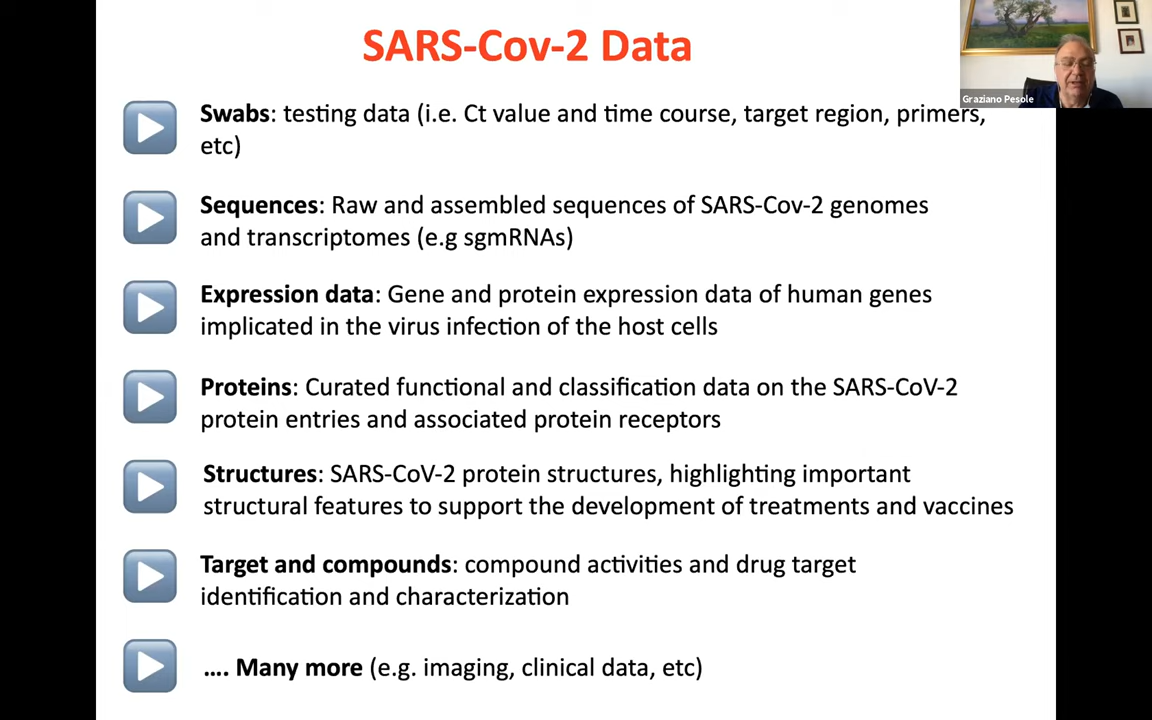 SARS-Cov-2 Data
Graziano Pesole
Swabs: testing data (i.e. Ct value and time course, target region, primers,
etc)
Sequences: Raw and assembled sequences of SARS-Cov-2 genomes
and transcriptomes (e.g sgmRNAs)
Expression data: Gene and protein expression data of human genes
implicated in the virus infection of the host cells
Proteins: Curated functional and classification data on the SARS-CoV-2
protein entries and associated protein receptors
Structures: SARS-CoV-2 protein structures, highlighting important
structural features to support the development of treatments and vaccines
Target and compounds: compound activities and drug target
identification and characterization
.... Many more (e.g. imaging, clinical data, etc)